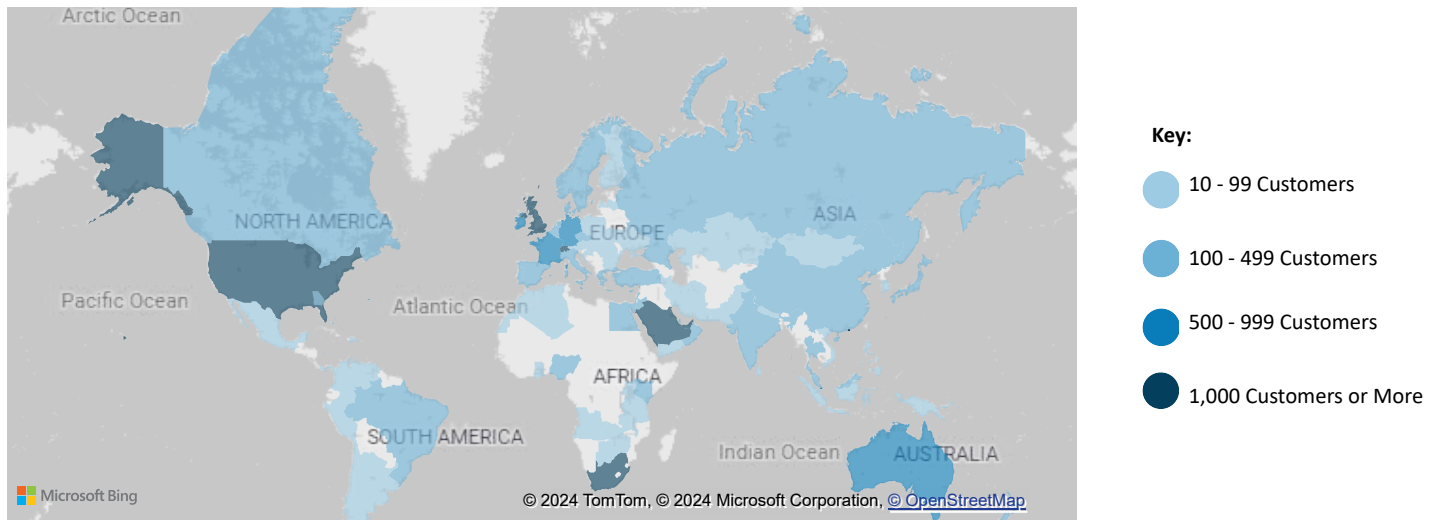 Arctic Ocean
NORTH AMERICA
EUROPE
ASIA
Pacific Ocean
Atlantic Ocean
AFRICA
SOUTH AMERICA
Indian Ocean
AUSTRALIA
Microsoft Bing
© 2024 TomTom, © 2024 Microsoft Corporation, © OpenStreetMap
Key:
10 - 99 Customers
100 - 499 Customers
500 - 999 Customers
1,000 Customers or More